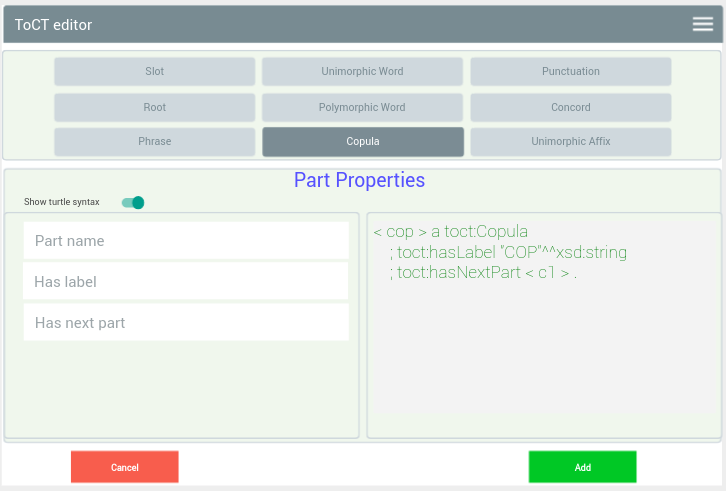 ToCT editor
Slot
Unimorphic Word
Punctuation
Root
Polymorphic Word
Concord
Phrase
Copula
Unimorphic Affix
Part Properties
Show turtle syntax
Part name
Has label
Has next part
< cop > a toct:Copula
; toct:hasLabel "COP"^^xsd:string
; toct:hasNextPart < c1 > .
Cancel
Add